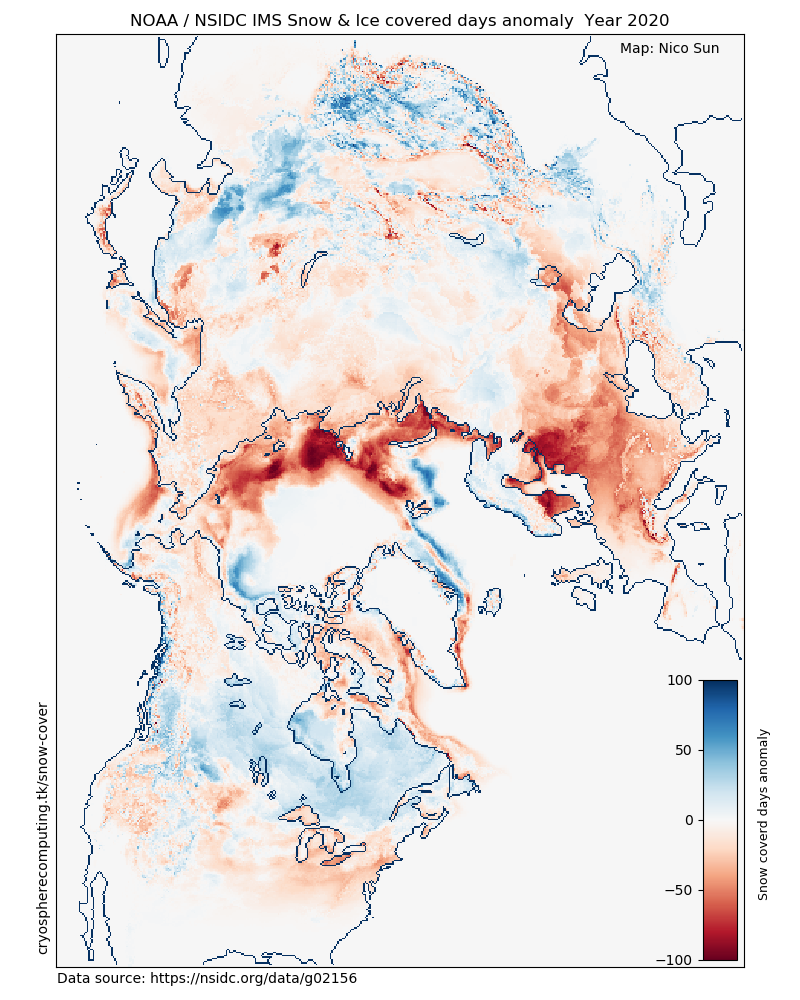 NOAA / NSIDC IMS Snow & Ice covered days anomaly  Year 2020
Map: Nico Sun
100
50
0
−50
−100
Snow coverd days anomaly
cryospherecomputing.tk/snow-cover
Data source: https://nsidc.org/data/g02156